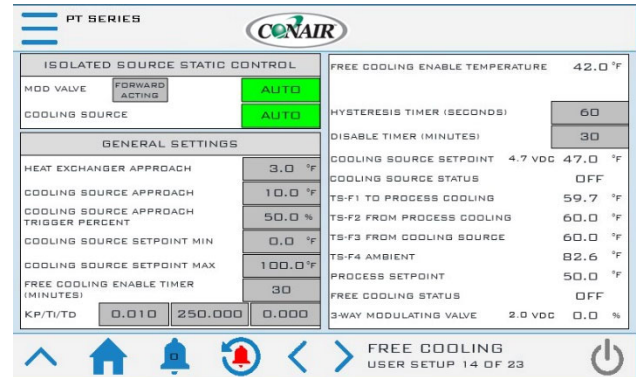 PT SERIES
CONAIR
ISOLATED SOURCE STATIC CONTROL
MOD VALVE FORWARD ACTING AUTO
COOLING SOURCE AUTO
GENERAL SETTINGS
HEAT EXCHANGER APPROACH 3.0 °F
COOLING SOURCE APPROACH 10.0 °F
COOLING SOURCE APPROACH
TRIGGER PERCENT 50.0 %
COOLING SOURCE SETPOINT MIN 0.0 °F
COOLING SOURCE SETPOINT MAX 100.0 °F
FREE COOLING ENABLE TIMER
(MINUTES) 30
KP/TI/TD 0.010 250.000 0.000
FREE COOLING ENABLE TEMPERATURE 42.0 °F
HYSTERESIS TIMER (SECONDS) 60
DISABLE TIMER (MINUTES) 30
COOLING SOURCE SETPOINT 4.7 VDC 47.0 °F
COOLING SOURCE STATUS OFF
TS-F1 TO PROCESS COOLING 59.7 °F
TS-F2 FROM PROCESS COOLING 60.0 °F
TS-F3 FROM COOLING SOURCE 60.0 °F
TS-F4 AMBIENT 82.6 °F
PROCESS SETPOINT 50.0 °F
FREE COOLING STATUS OFF
3-WAY MODULATING VALVE 2.0 VDC 0.0 %
0
FREE COOLING
USER SETUP 14 OF 23